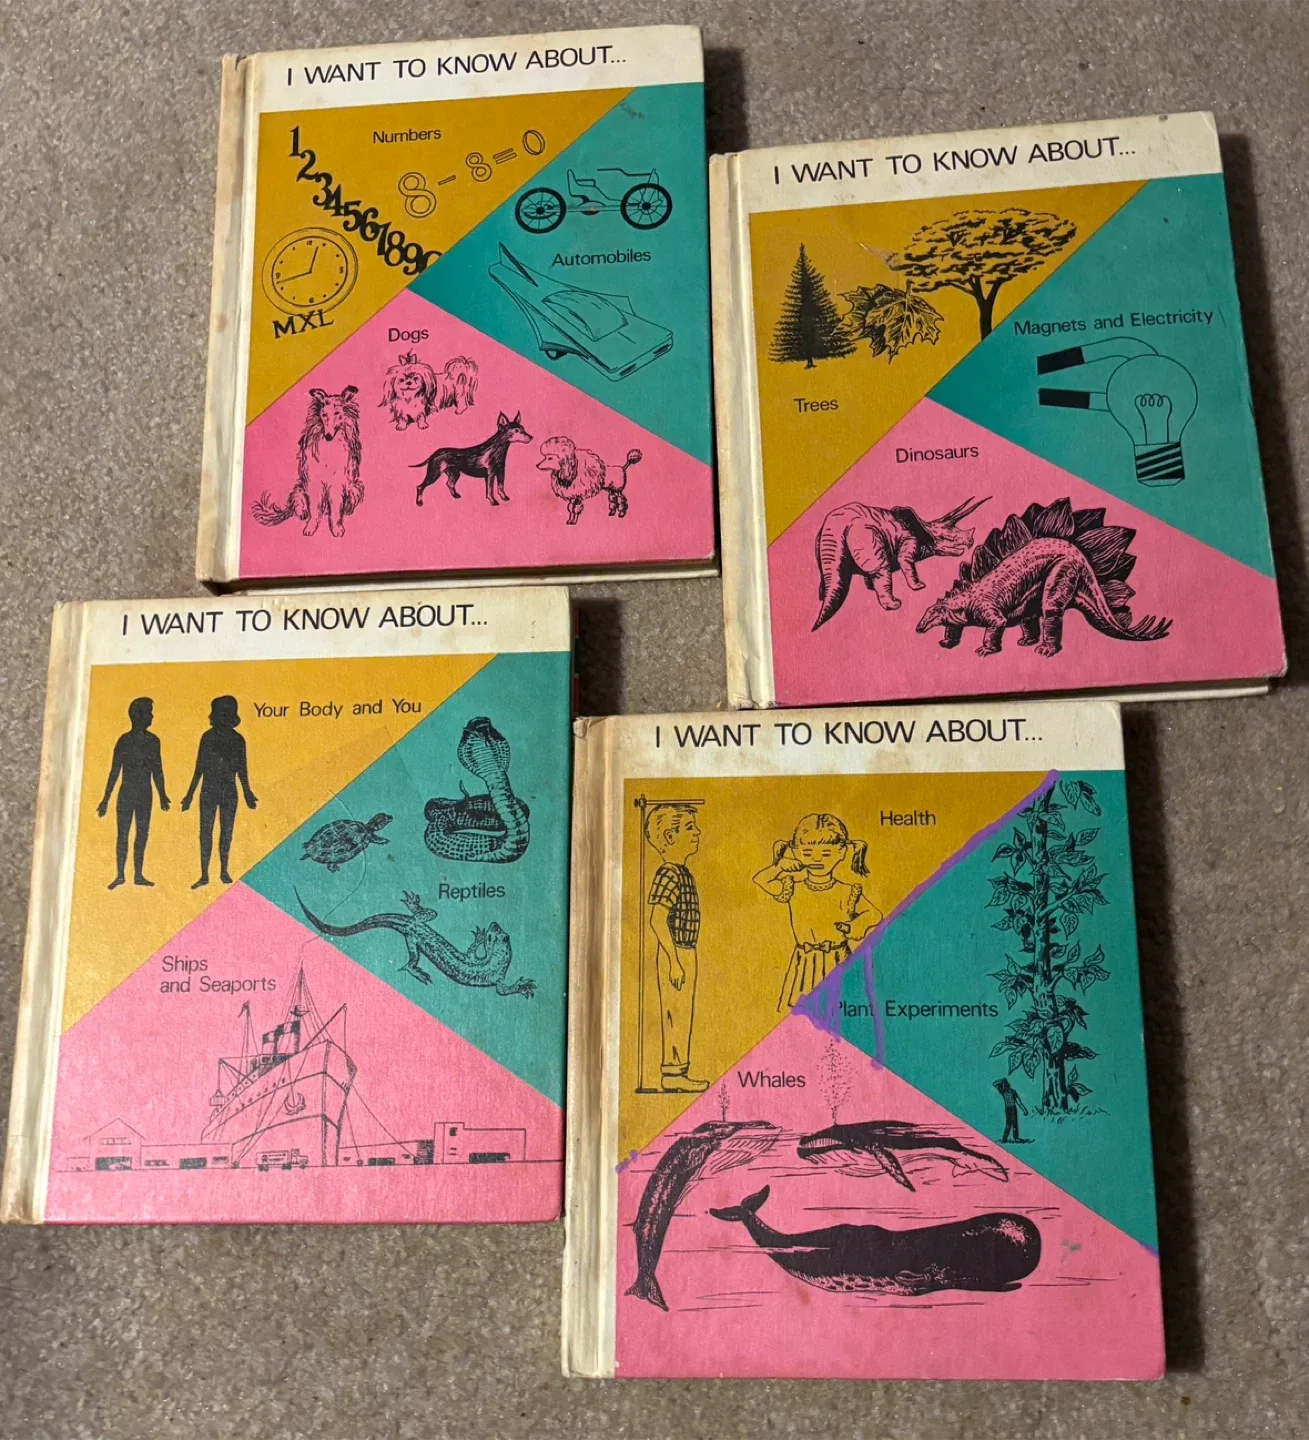 I WANT TO KNOW ABOUT...
Numbers
1234567890
8-8=0
MXL
Automobiles
Dogs
I WANT TO KNOW ABOUT...
Trees
Magnets and Electricity
Dinosaurs
I WANT TO KNOW ABOUT...
Your Body and You
Reptiles
Ships
and Seaports
I WANT TO KNOW ABOUT...
Health
Plant Experiments
Whales